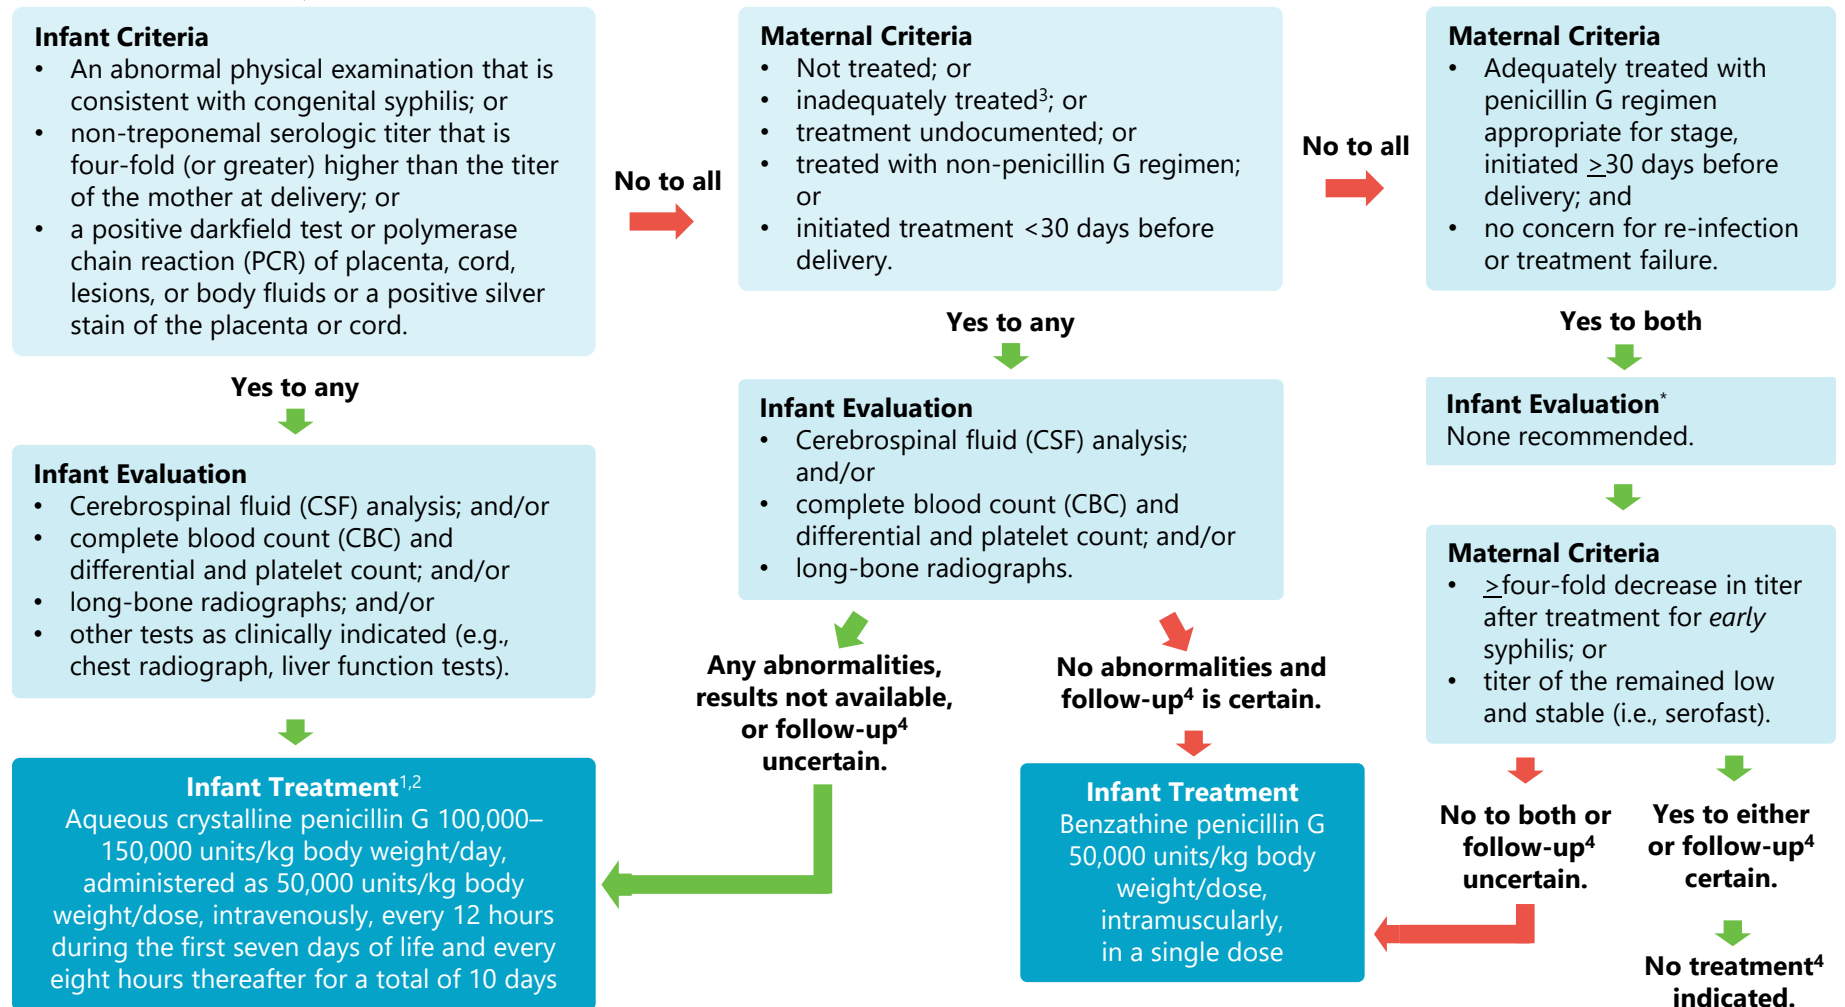 Infant Criteria
• An abnormal physical examination that is
consistent with congenital syphilis; or
• non-treponemal serologic titer that is
four-fold (or greater) higher than the titer
of the mother at delivery; or
• a positive darkfield test or polymerase
chain reaction (PCR) of placenta, cord,
lesions, or body fluids or a positive silver
stain of the placenta or cord.
No to all
Maternal Criteria
• Not treated; or
• inadequately treated³; or
• treatment undocumented; or
• treated with non-penicillin G regimen;
or
• initiated treatment <30 days before
delivery.
No to all
Maternal Criteria
• Adequately treated with
penicillin G regimen
appropriate for stage,
initiated ≥30 days before
delivery; and
• no concern for re-infection
or treatment failure.
Yes to any
Infant Evaluation
• Cerebrospinal fluid (CSF) analysis; and/or
• complete blood count (CBC) and
differential and platelet count; and/or
• long-bone radiographs; and/or
• other tests as clinically indicated (e.g.,
chest radiograph, liver function tests).
Infant Treatment¹,²
Aqueous crystalline penicillin G 100,000–
150,000 units/kg body weight/day,
administered as 50,000 units/kg body
weight/dose, intravenously, every 12 hours
during the first seven days of life and every
eight hours thereafter for a total of 10 days
Yes to any
Infant Evaluation
• Cerebrospinal fluid (CSF) analysis;
and/or
• complete blood count (CBC) and
differential and platelet count; and/or
• long-bone radiographs.
Any abnormalities,
results not available,
or follow-up⁴
uncertain.
No abnormalities and
follow-up⁴ is certain.
Infant Treatment
Benzathine penicillin G
50,000 units/kg body
weight/dose,
intramuscularly,
in a single dose
Yes to both
Infant Evaluation*
None recommended.
Maternal Criteria
• ≥four-fold decrease in titer
after treatment for early
syphilis; or
• titer of the remained low
and stable (i.e., serofast).
No to both or
follow-up⁴
uncertain.
Yes to either
or follow-up⁴
certain.
No treatment⁴
indicated.